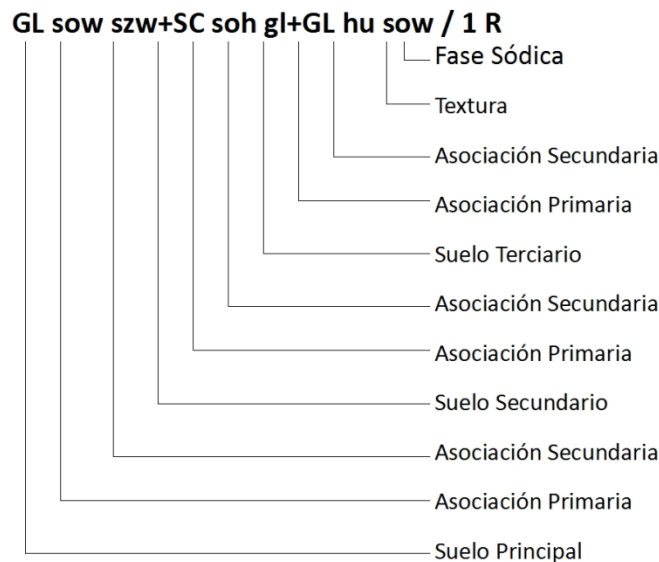 GL sow szw+SC soh gl+GL hu sow / 1 R
Fase Sódica
Textura
Asociación Secundaria
Asociación Primaria
Suelo Terciario
Asociación Secundaria
Asociación Primaria
Suelo Secundario
Asociación Secundaria
Asociación Primaria
Suelo Principal